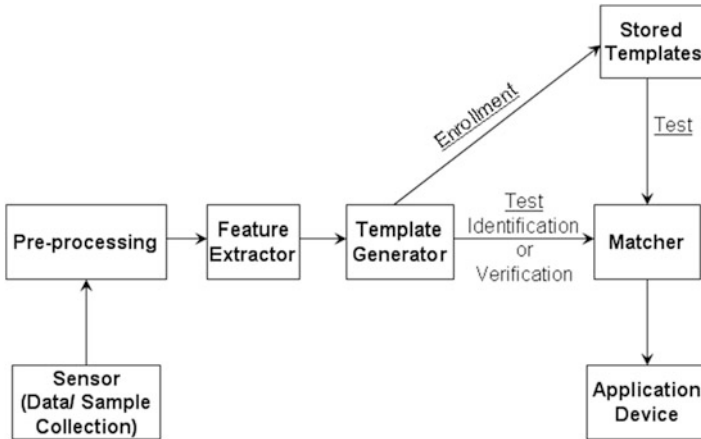 Stored
Templates
Enrollment
Test
Pre-processing
Feature
Extractor
Template
Generator
Test
Identification
or
Verification
Matcher
Sensor
(Data/ Sample
Collection)
Application
Device